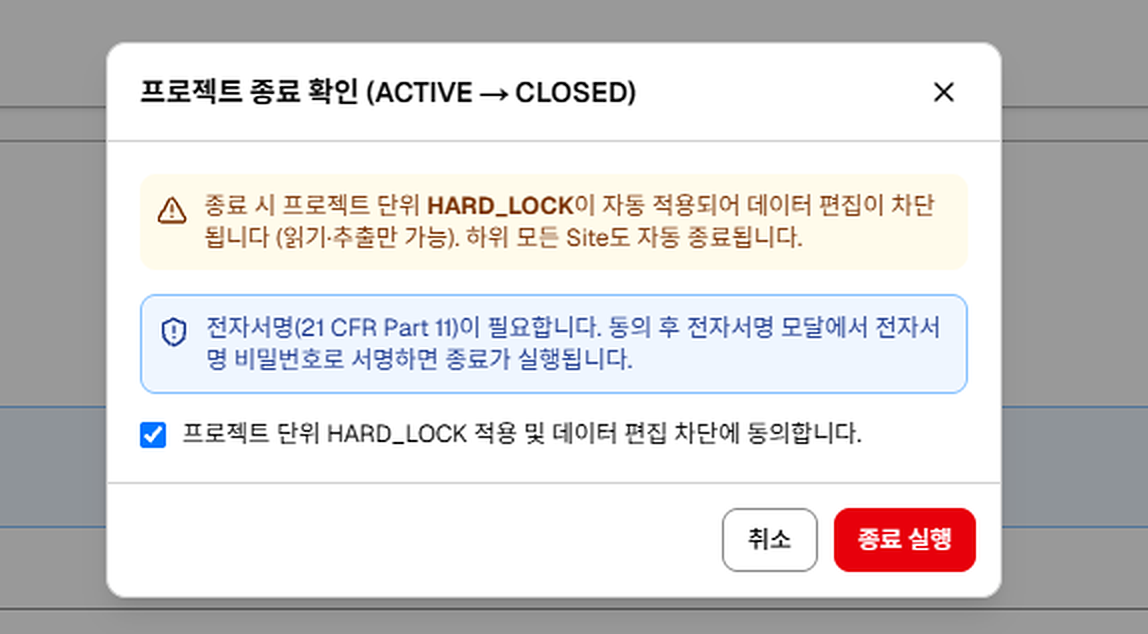 프로젝트 종료 확인 (ACTIVE → CLOSED)
종료 시 프로젝트 단위 HARD_LOCK이 자동 적용되어 데이터 편집이 차단
됩니다 (읽기·추출만 가능). 하위 모든 Site도 자동 종료됩니다.
전자서명(21 CFR Part 11)이 필요합니다. 동의 후 전자서명 모달에서 전자서
명 비밀번호로 서명하면 종료가 실행됩니다.
프로젝트 단위 HARD_LOCK 적용 및 데이터 편집 차단에 동의합니다.
취소
종료 실행